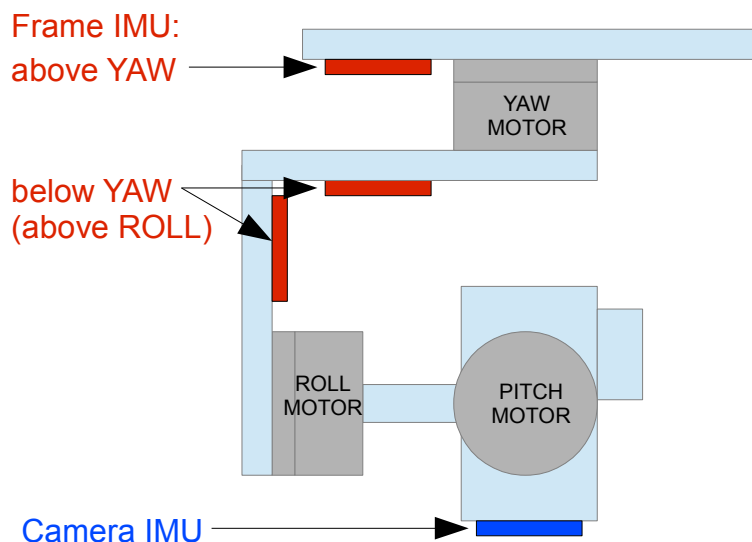 Frame IMU:
above YAW
YAW
MOTOR
below YAW
(above ROLL)
ROLL
MOTOR
PITCH
MOTOR
Camera IMU